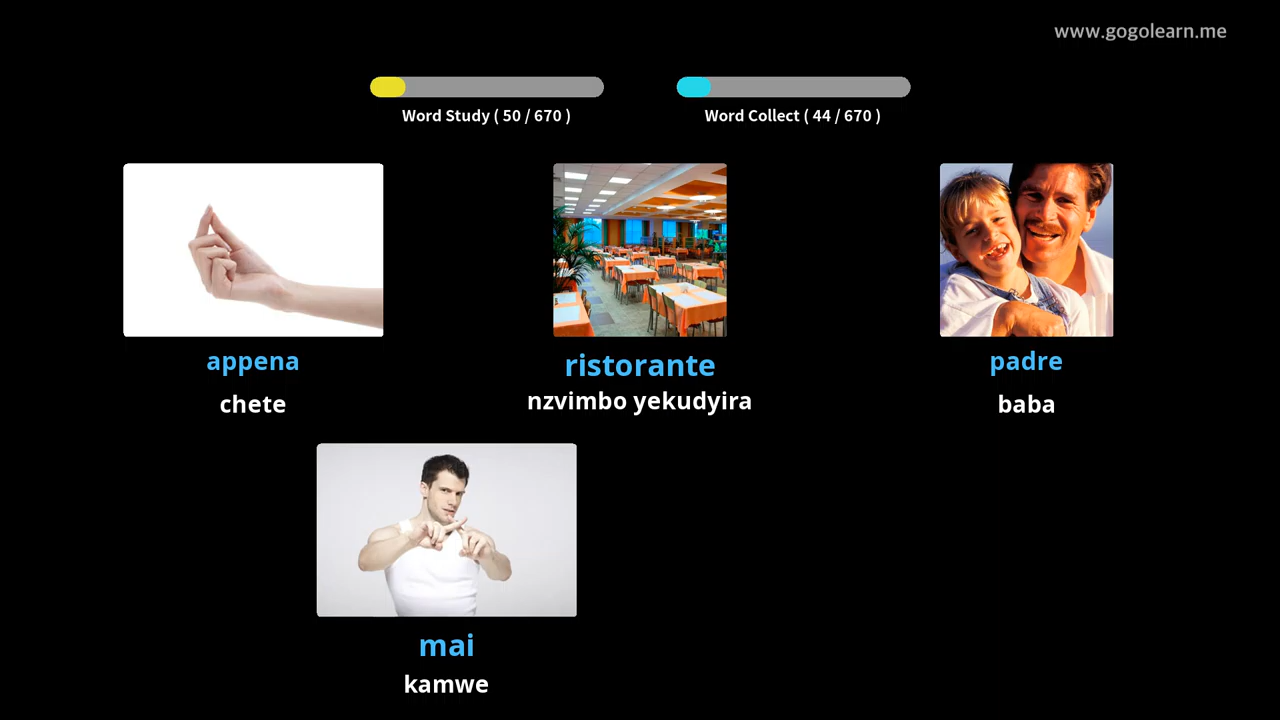 www.gogolearn.me
Word Study ( 50 / 670 )
Word Collect ( 44 / 670 )
appena
chete
ristorante
nzvimbo yekudyira
padre
baba
mai
kamwe